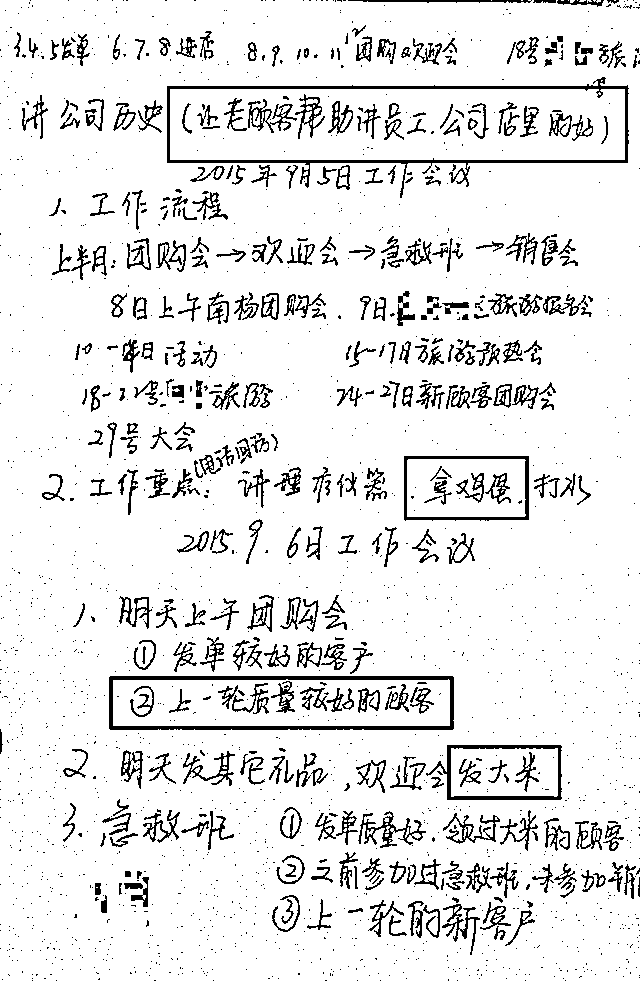 3.4.5发单 6.7.8进店 8.9.10.11.12团购欢迎会 18号 旅
号
讲公司历史(让老顾客帮助讲员工.公司店里的好)
2015年9月5日工作会议
1、工作流程
上半月:团购会→欢迎会→急救班→销售会
8日上午南杨团购会.9日 旅游报名会
10-日活动 15-17日旅游预热会
18-22号 旅游 24-27日新顾客团购会
29号大会
(电话回访)
2.工作重点:讲理疗仪器.拿鸡蛋.打水
2015.9.6日工作会议
1、明天上午团购会
①发单较好的客户
②上一轮质量较好的顾客
2.明天发其它礼品,欢迎会发大米
3.急救班 ①发单质量好.领过大米的顾客
②之前参加过急救班,未参加销
③上一轮的新客户